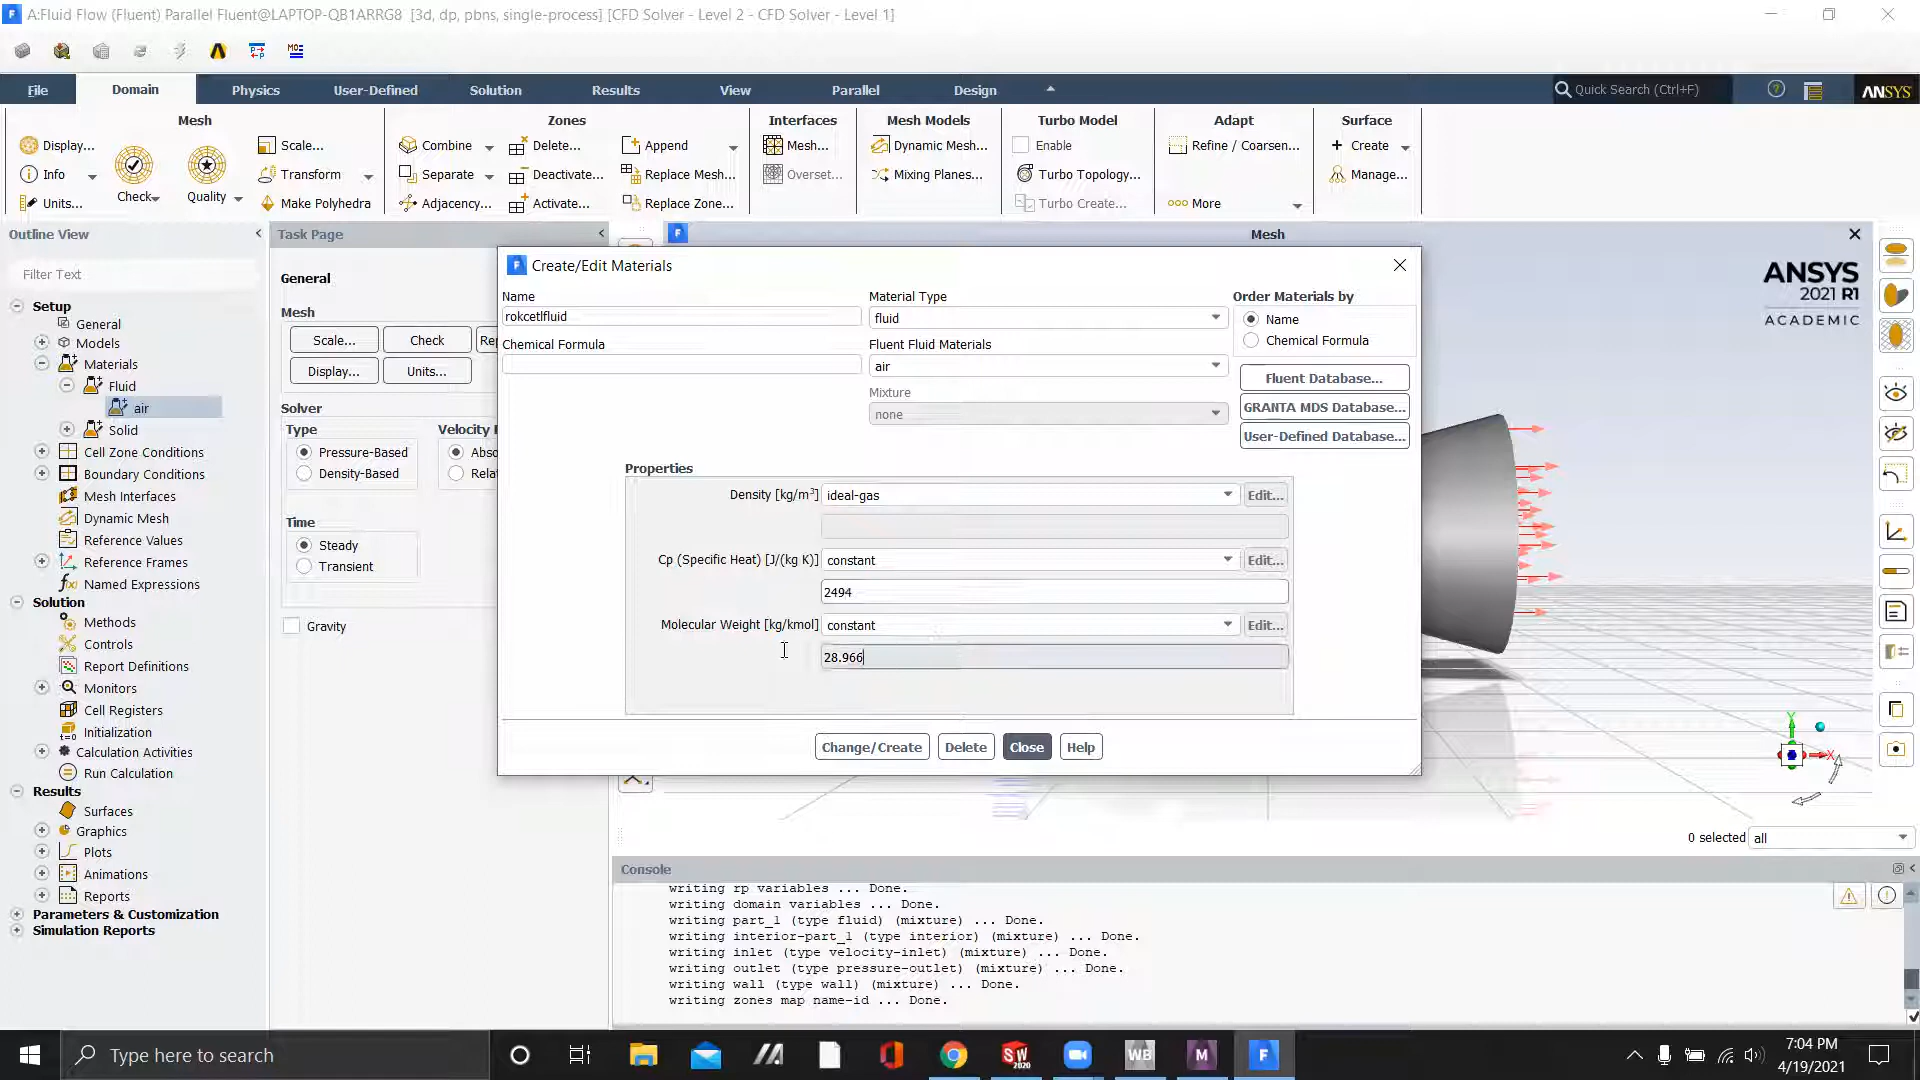 A:Fluid Flow (Fluent) Parallel Fluent@LAPTOP-QB1ARRG8 [3d, dp, pbns, single-process] [CFD Solver - Level 2 - CFD Solver - Level 1]
File Domain Physics User-Defined Solution Results View Parallel Design Quick Search (Ctrl+F) ANSYS
Mesh Zones Interfaces Mesh Models Turbo Model Adapt Surface
Display... Scale... Combine Delete... Append Mesh... Dynamic Mesh... Enable Refine / Coarsen... Create
Info Transform Separate Deactivate... Replace Mesh... Overset... Mixing Planes... Turbo Topology... Manage...
Units... Check Quality Make Polyhedra Adjacency... Activate... Replace Zone... Turbo Create... More
Outline View
Filter Text
Setup
General
Models
Materials
Fluid
air
Solid
Cell Zone Conditions
Boundary Conditions
Mesh Interfaces
Dynamic Mesh
Reference Values
Reference Frames
Named Expressions
Solution
Methods
Controls
Report Definitions
Monitors
Cell Registers
Initialization
Calculation Activities
Run Calculation
Results
Surfaces
Graphics
Plots
Animations
Reports
Parameters & Customization
Simulation Reports
Task Page
General
Mesh
Scale... Check
Display... Units...
Solver
Type
Pressure-Based
Density-Based
Time
Steady
Transient
Gravity
Mesh
ANSYS
2021 R1
ACADEMIC
Create/Edit Materials
Name
rokcetlfluid
Chemical Formula
Material Type
fluid
Fluent Fluid Materials
air
Mixture
none
Order Materials by
Name
Chemical Formula
Fluent Database...
GRANTA MDS Database...
User-Defined Database...
Properties
Density [kg/m³] ideal-gas Edit...
Cp (Specific Heat) [J/(kg K)] constant Edit...
2494
Molecular Weight [kg/kmol] constant Edit...
28.966
Change/Create Delete Close Help
Y
X
0 selected all
Console
writing rp variables ... Done.
writing domain variables ... Done.
writing part_1 (type fluid) (mixture) ... Done.
writing interior-part_1 (type interior) (mixture) ... Done.
writing inlet (type velocity-inlet) (mixture) ... Done.
writing outlet (type pressure-outlet) (mixture) ... Done.
writing wall (type wall) (mixture) ... Done.
writing zones map name-id ... Done.
Type here to search
7:04 PM
4/19/2021